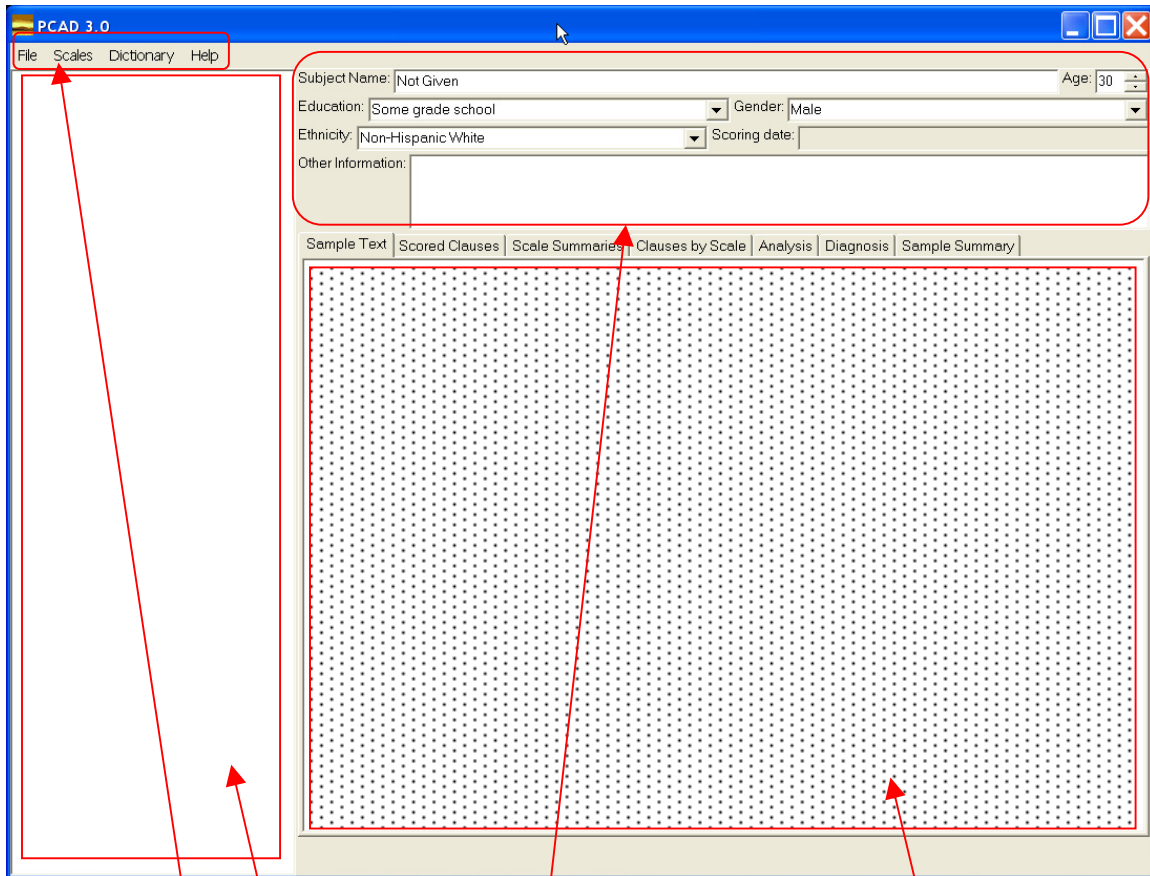 PCAD 3.0
File Scales Dictionary Help
Subject Name: Not Given Age: 30
Education: Some grade school Gender: Male
Ethnicity: Non-Hispanic White Scoring date:
Other Information:
Sample Text Scored Clauses Scale Summaries Clauses by Scale Analysis Diagnosis Sample Summary